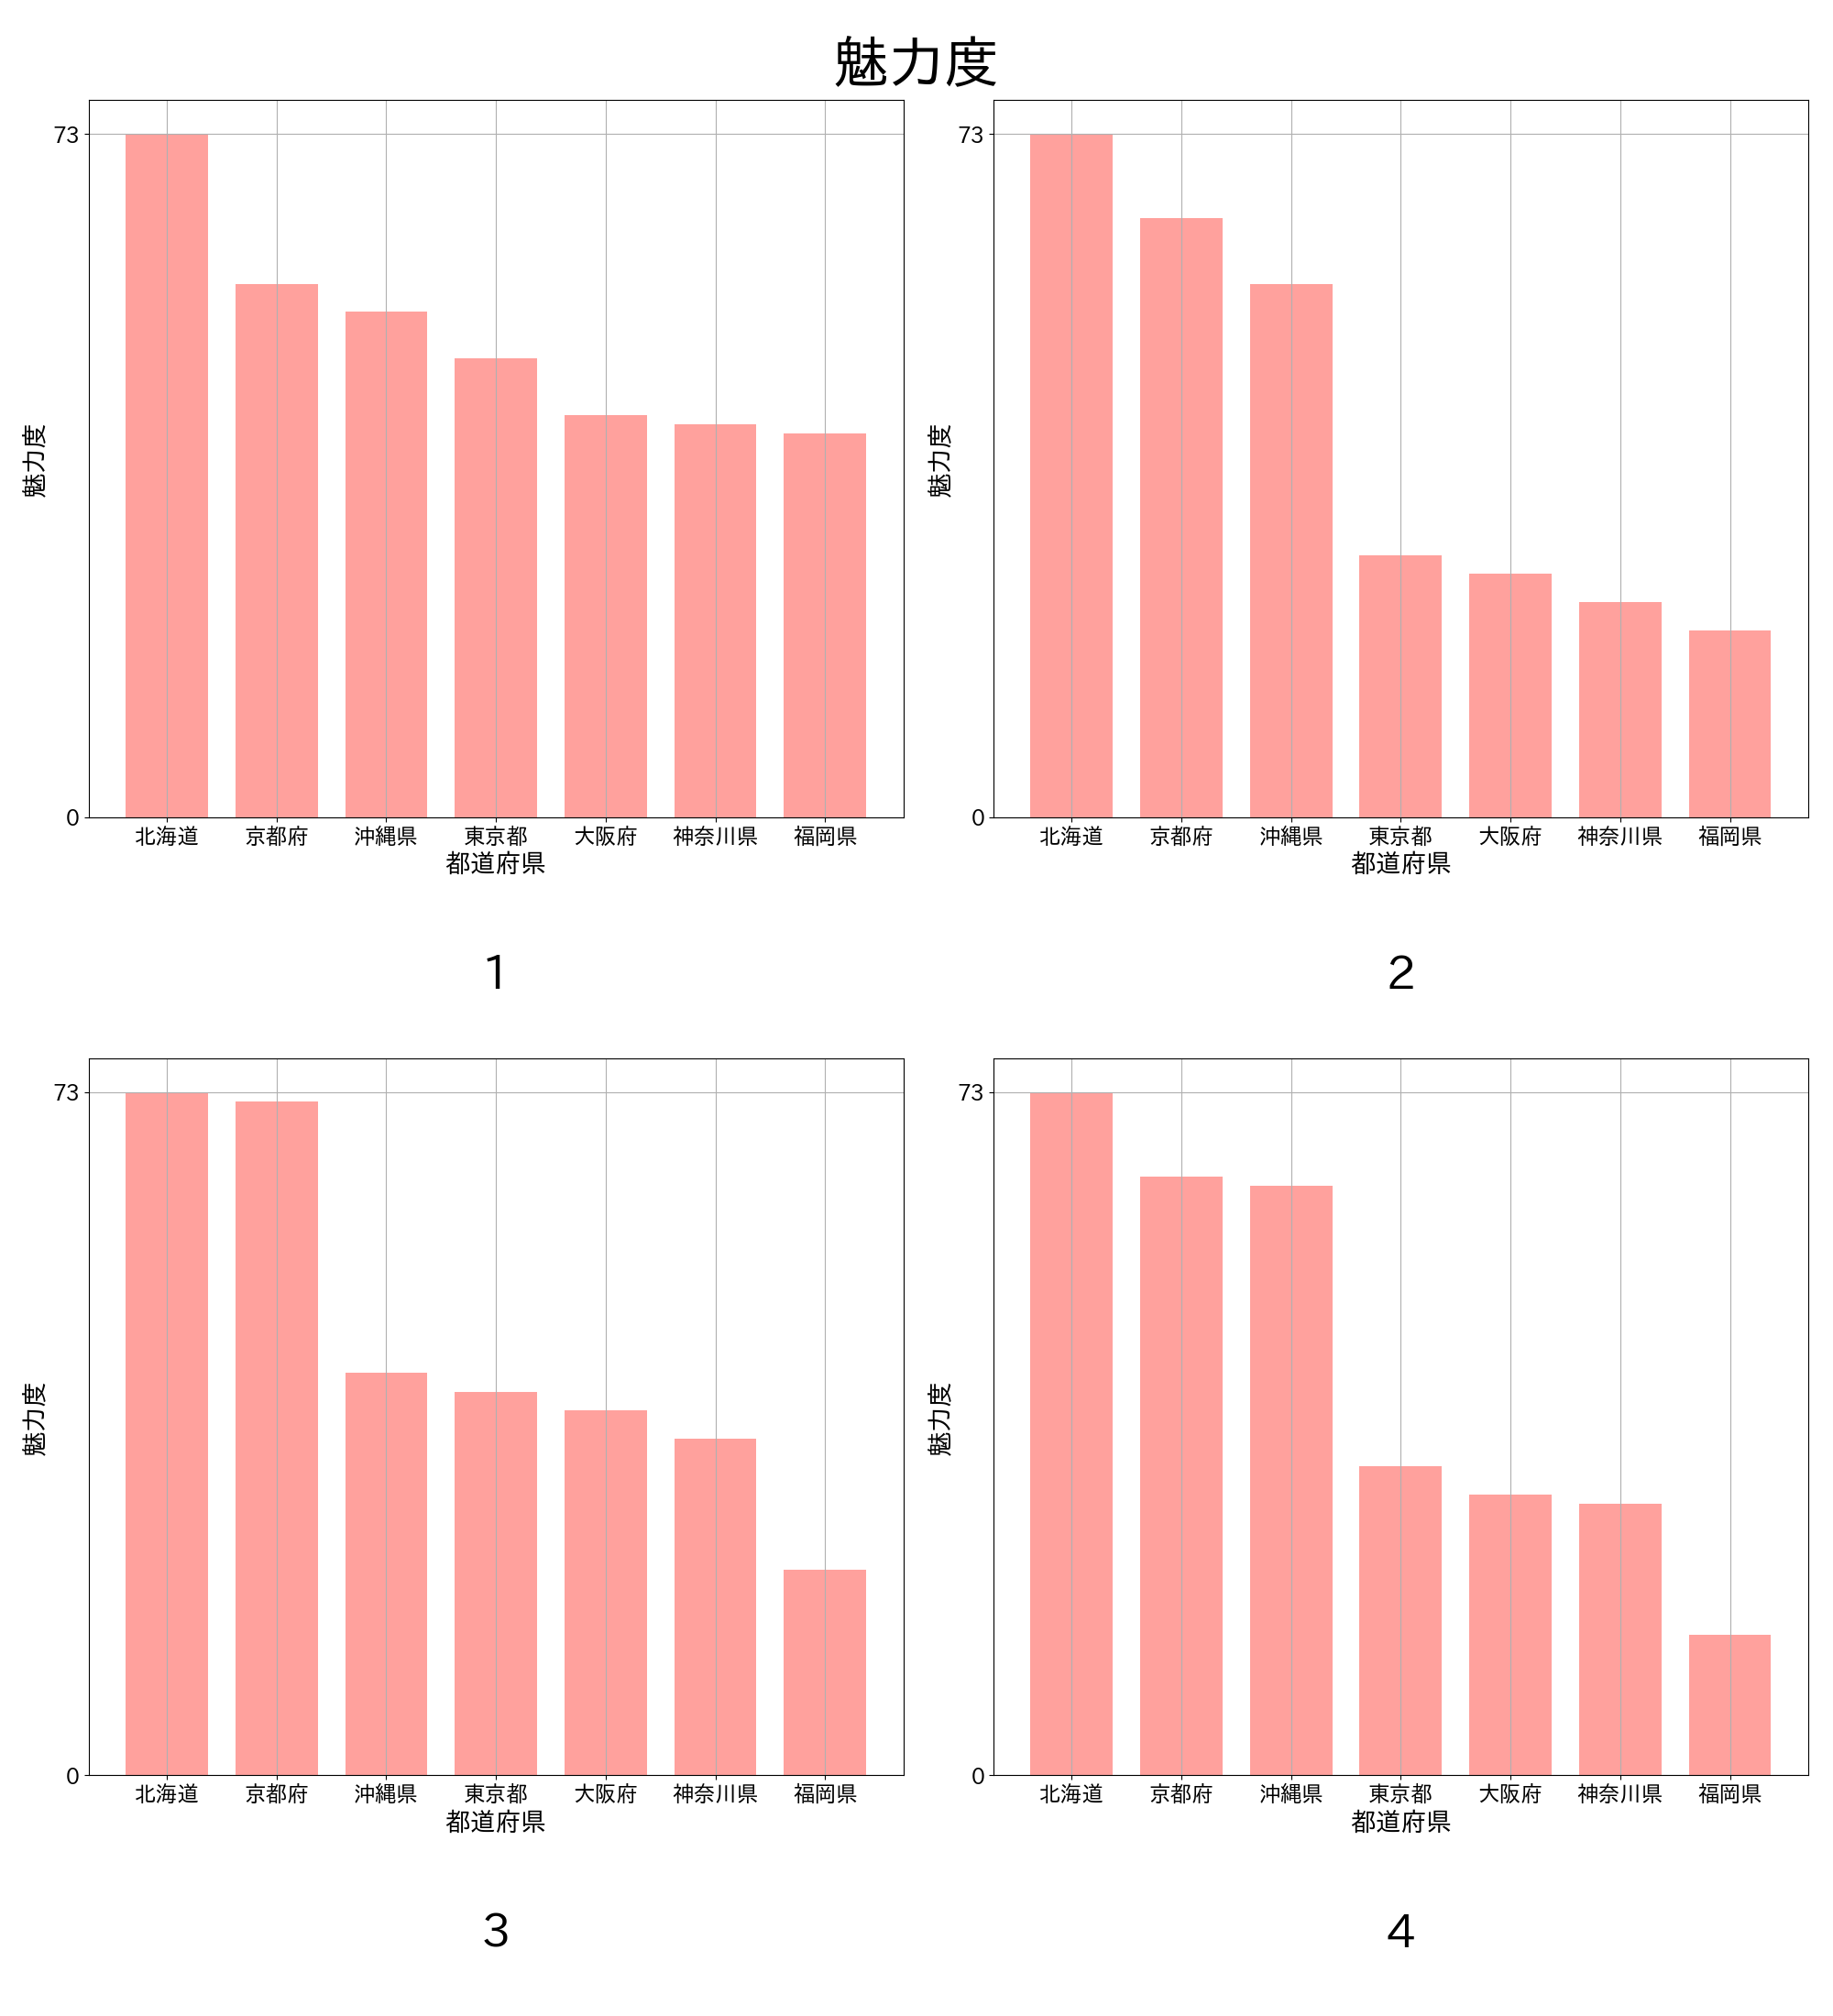 魅力度
73
0
魅力度
北海道 京都府 沖縄県 東京都 大阪府 神奈川県 福岡県
都道府県
1
73
0
魅力度
北海道 京都府 沖縄県 東京都 大阪府 神奈川県 福岡県
都道府県
2
73
0
魅力度
北海道 京都府 沖縄県 東京都 大阪府 神奈川県 福岡県
都道府県
3
73
0
魅力度
北海道 京都府 沖縄県 東京都 大阪府 神奈川県 福岡県
都道府県
4